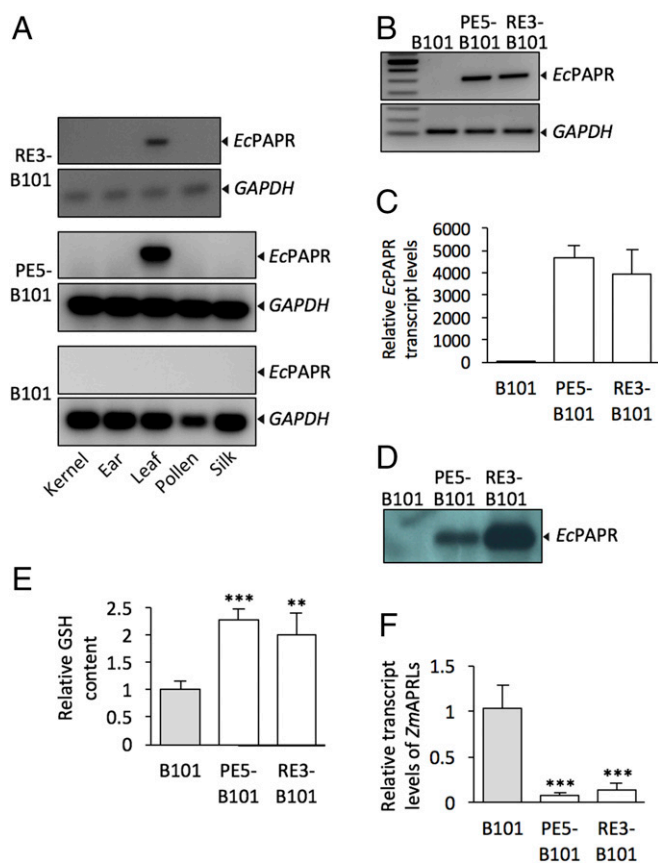 A
RE3-
B101
EcPAPR
GAPDH
PE5-
B101
EcPAPR
GAPDH
B101
EcPAPR
GAPDH
Kernel
Ear
Leaf
Pollen
Silk
B
B101
PE5-
B101
RE3-
B101
EcPAPR
GAPDH
C
Relative EcPAPR
transcript levels
6000
5000
4000
3000
2000
1000
0
B101
PE5-
B101
RE3-
B101
D
B101
PE5-
B101
RE3-
B101
EcPAPR
E
Relative GSH
content
2.5
2
1.5
1
0.5
0
***
**
B101
PE5-
B101
RE3-
B101
F
Relative transcript
levels of ZmAPRLs
1.5
1
0.5
0
***
***
B101
PE5-
B101
RE3-
B101